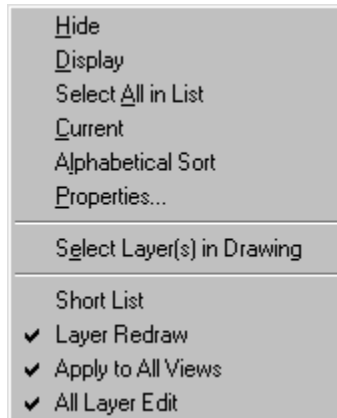 Hide
Display
Select All in List
Current
Alphabetical Sort
Properties...
Select Layer(s) in Drawing
Short List
Layer Redraw
Apply to All Views
All Layer Edit